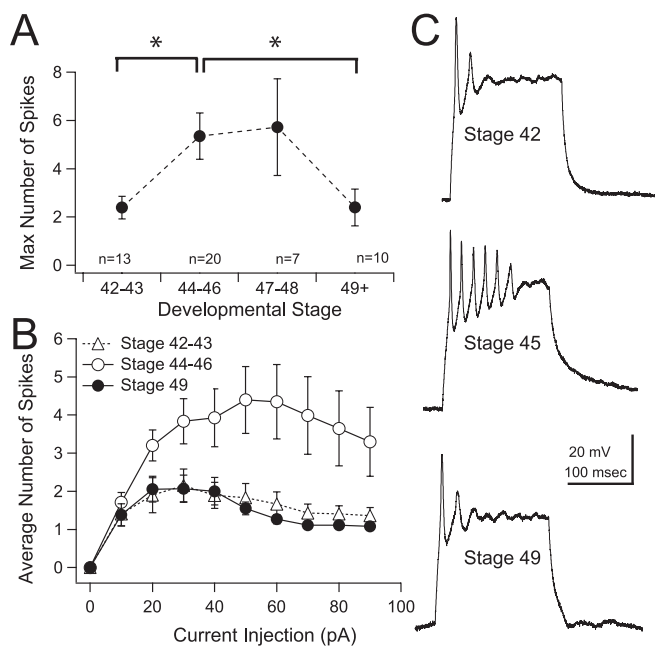 A
*
*
8
6
4
2
0
Max Number of Spikes
n=13 n=20 n=7 n=10
42-43 44-46 47-48 49+
Developmental Stage
B
Stage 42-43
Stage 44-46
Stage 49
6
5
4
3
2
1
0
Average Number of Spikes
0 20 40 60 80 100
Current Injection (pA)
C
Stage 42
Stage 45
20 mV
100 msec
Stage 49